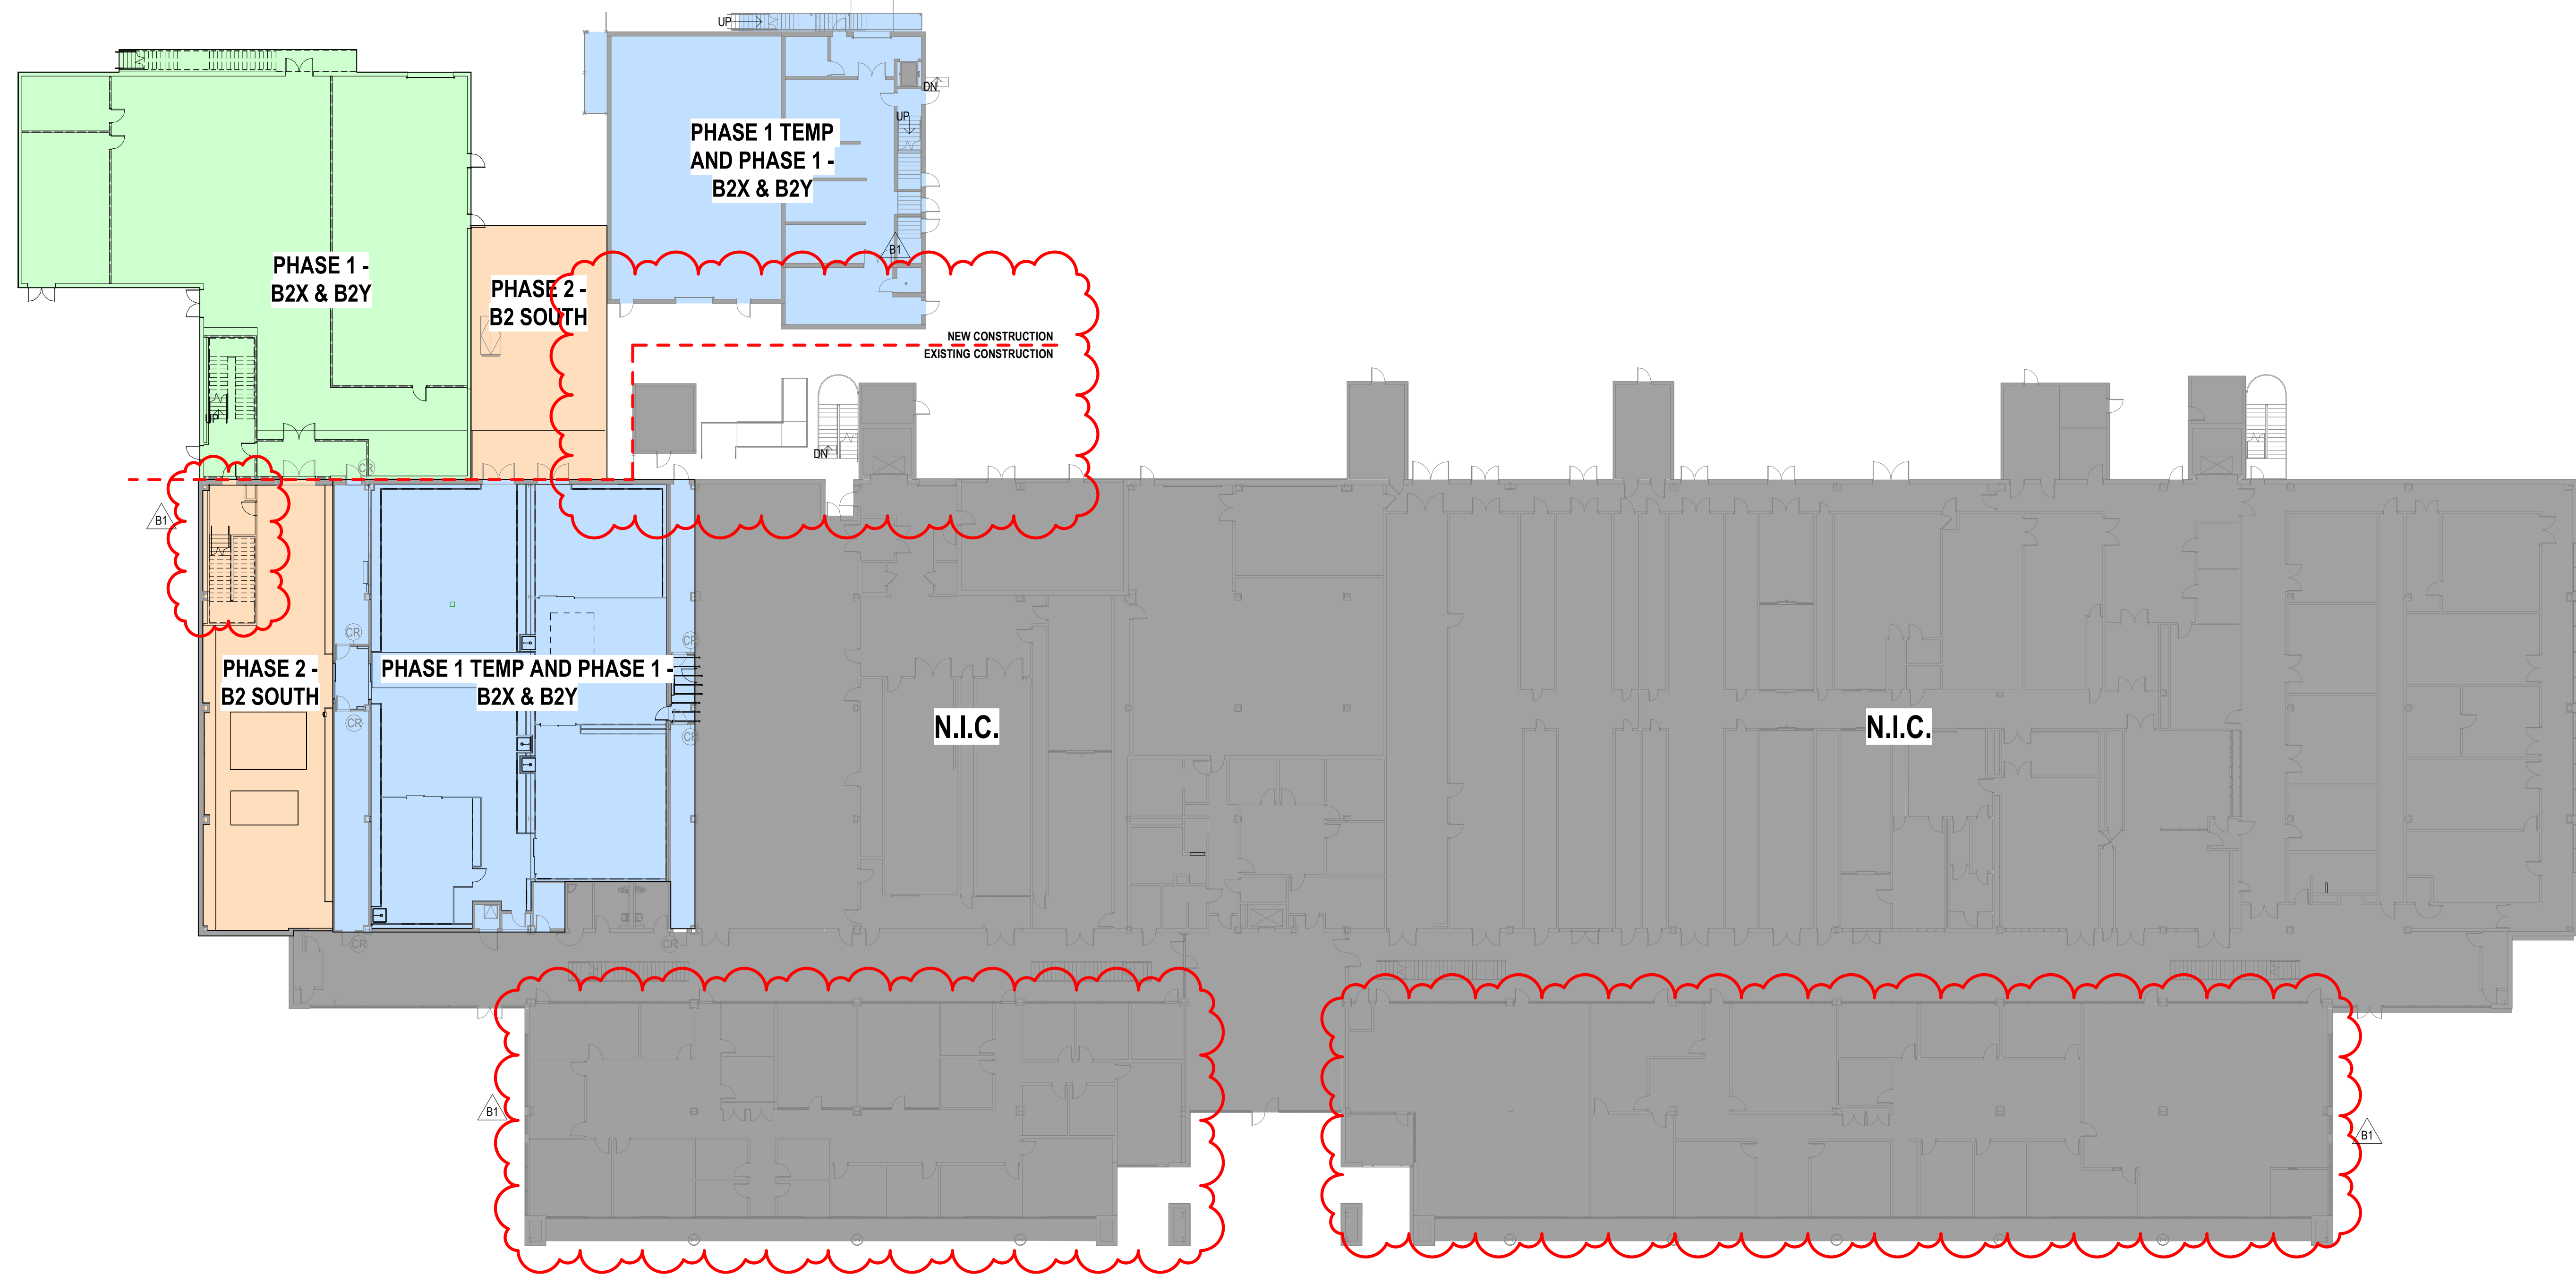 UP
DN
UP
PHASE 1 TEMP
AND PHASE 1 -
B2X & B2Y
B1
PHASE 1 -
B2X & B2Y
PHASE 2 -
B2 SOUTH
NEW CONSTRUCTION
EXISTING CONSTRUCTION
UP
DN
CR
B1
CR
CR
PHASE 2 -
B2 SOUTH
PHASE 1 TEMP AND PHASE 1 -
B2X & B2Y
CR
CR
N.I.C.
N.I.C.
CR
CR
B1
B1